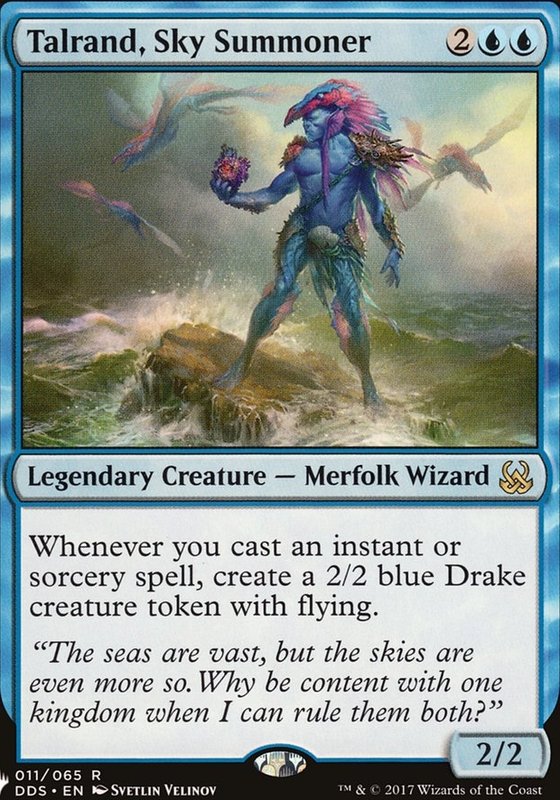 Talrand, Sky Summoner 2
Legendary Creature — Merfolk Wizard
Whenever you cast an instant or
sorcery spell, create a 2/2 blue Drake
creature token with flying.
“The seas are vast, but the skies are
even more so. Why be content with one
kingdom when I can rule them both?”
2/2
011/065 R
DDS • EN Svetlin Velinov
™ & © 2017 Wizards of the Coast